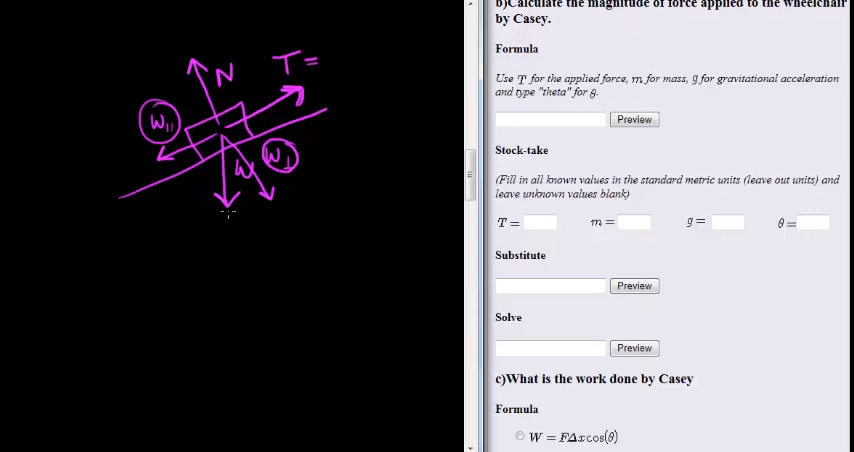 T =
N
W||
W
W⊥
b)Calculate the magnitude of force applied to the wheelchair
by Casey.
Formula
Use T for the applied force, m for mass, g for gravitational acceleration
and type "theta" for θ.
Preview
Stock-take
(Fill in all known values in the standard metric units (leave out units) and
leave unknown values blank)
T = m = g = θ=
Substitute
Preview
Solve
Preview
c)What is the work done by Casey
Formula
W = FΔxcos(θ)